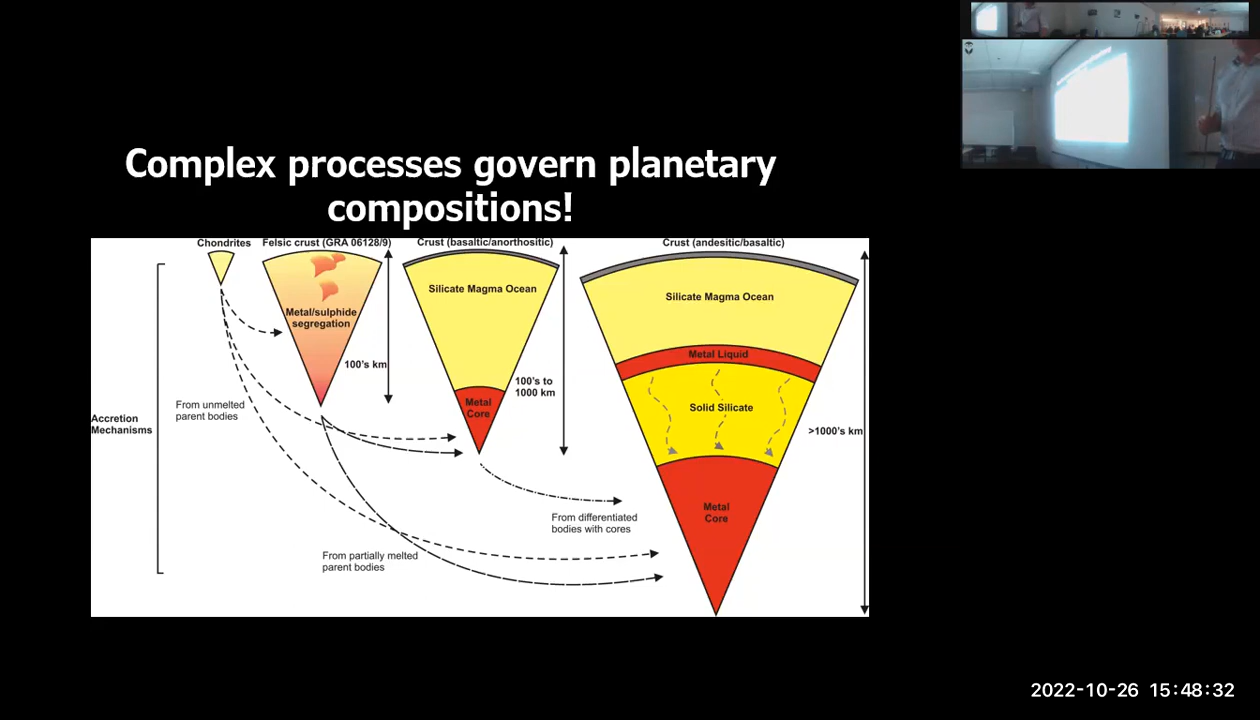 Complex processes govern planetary
compositions!
Chondrites
Felsic crust (GRA 06128/9)
Crust (basaltic/anorthositic)
Crust (andesitic/basaltic)
Silicate Magma Ocean
Silicate Magma Ocean
Metal/sulphide
segregation
Metal Liquid
100's km
100's to
1000 km
Metal
Core
Solid Silicate
From unmelted
parent bodies
Accretion
Mechanisms
>1000's km
Metal
Core
From differentiated
bodies with cores
From partially melted
parent bodies
2022-10-26 15:48:32